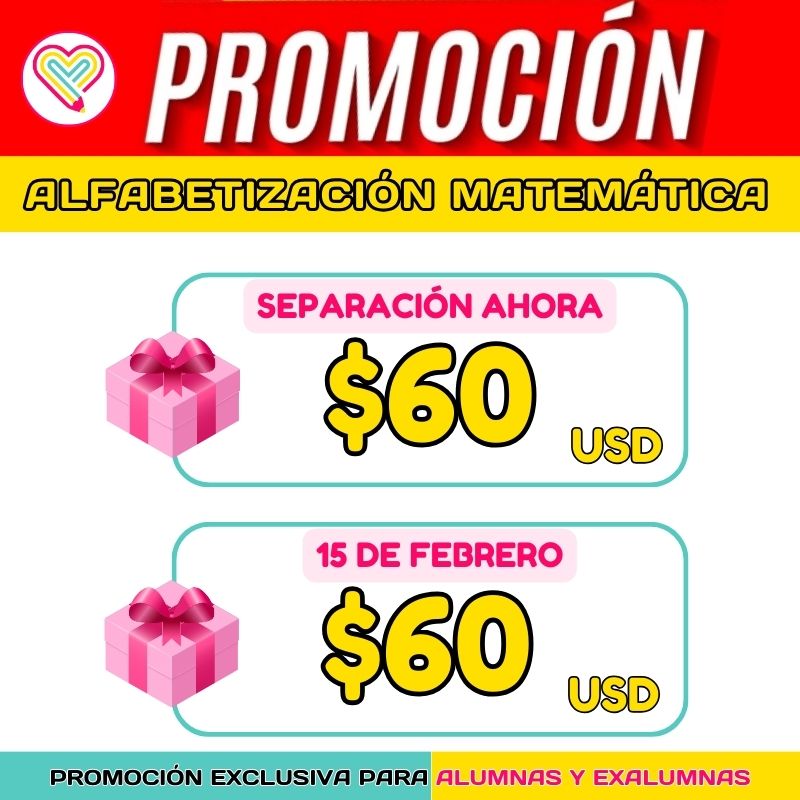 PROMOCIÓN
ALFABETIZACIÓN MATEMÁTICA
SEPARACIÓN AHORA
$60
USD
15 DE FEBRERO
$60
USD
PROMOCIÓN EXCLUSIVA PARA ALUMNAS Y EXALUMNAS